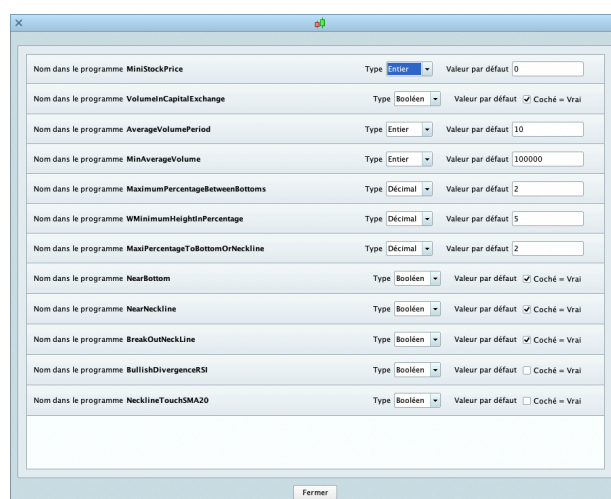 Nom dans le programme MiniStockPrice Type Entier Valeur par défaut 0
Nom dans le programme VolumeInCapitalExchange Type Booléen Valeur par défaut Coché = Vrai
Nom dans le programme AverageVolumePeriod Type Entier Valeur par défaut 10
Nom dans le programme MinAverageVolume Type Entier Valeur par défaut 100000
Nom dans le programme MaximumPercentageBetweenBottoms Type Décimal Valeur par défaut 2
Nom dans le programme WMinimumHeightInPercentage Type Décimal Valeur par défaut 5
Nom dans le programme MaxiPercentageToBottomOrNeckline Type Décimal Valeur par défaut 2
Nom dans le programme NearBottom Type Booléen Valeur par défaut Coché = Vrai
Nom dans le programme NearNeckline Type Booléen Valeur par défaut Coché = Vrai
Nom dans le programme BreakOutNeckLine Type Booléen Valeur par défaut Coché = Vrai
Nom dans le programme BullishDivergenceRSI Type Booléen Valeur par défaut Coché = Vrai
Nom dans le programme NecklineTouchSMA20 Type Booléen Valeur par défaut Coché = Vrai
Fermer